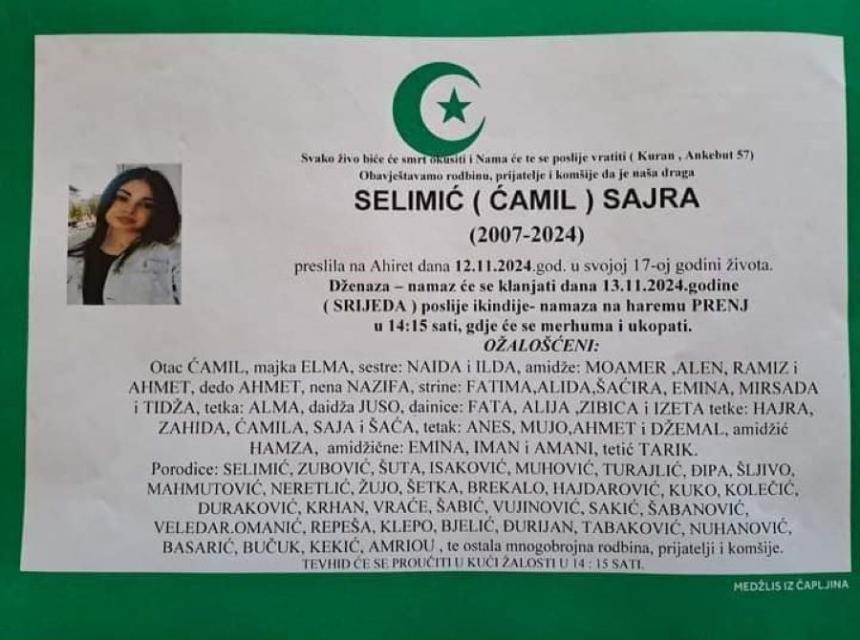 Svako živo biće će smrt okusiti i Nama će te se poslije vratiti ( Kuran , Ankebut 57)
Obavještavamo rodbinu, prijatelje i komšije da je naša draga
SELIMIĆ ( ĆAMIL ) SAJRA
(2007-2024)
preslila na Ahiret dana 12.11.2024.god. u svojoj 17-oj godini života.
Dženaza – namaz će se klanjati dana 13.11.2024.godine
( SRIJEDA ) poslije ikindije- namaza na haremu PRENJ
u 14:15 sati, gdje će se merhuma i ukopati.
OŽALOŠĆENI:
Otac ĆAMIL, majka ELMA, sestre: NAIDA i ILDA, amidže: MOAMER ,ALEN, RAMIZ i
AHMET, dedo AHMET, nena NAZIFA, strine: FATIMA,ALIDA,ŠAĆIRA, EMINA, MIRSADA
i TIDŽA, tetka: ALMA, daidža JUSO, dainice: FATA, ALIJA ,ZIBICA i IZETA tetke: HAJRA,
ZAHIDA, ĆAMILA, SAJA i ŠAĆA, tetak: ANES, MUJO,AHMET i DŽEMAL, amidžić
HAMZA, amidžične: EMINA, IMAN i AMANI, tetić TARIK.
Porodice: SELIMIĆ, ZUBOVIĆ, ŠUTA, ISAKOVIĆ, MUHOVIĆ, TURAJLIĆ, ĐIPA, ŠLJIVO,
MAHMUTOVIĆ, NERETLIĆ, ŽUJO, ŠETKA, BREKALO, HAJDAROVIĆ, KUKO, KOLEČIĆ,
DURAKOVIĆ, KRHAN, VRAĆE, ŠABIĆ, VUJINOVIĆ, SAKIĆ, ŠABANOVIĆ,
VELEDAR.OMANIĆ, REPEŠA, KLEPO, BJELIĆ, ĐURIJAN, TABAKOVIĆ, NUHANOVIĆ,
BASARIĆ, BUČUK, KEKIĆ, AMRIOU , te ostala mnogobrojna rodbina, prijatelji i komšije.
TEVHID ĆE SE PROUČITI U KUĆI ŽALOSTI U 14 : 15 SATI.
MEDŽLIS IZ ČAPLJINA